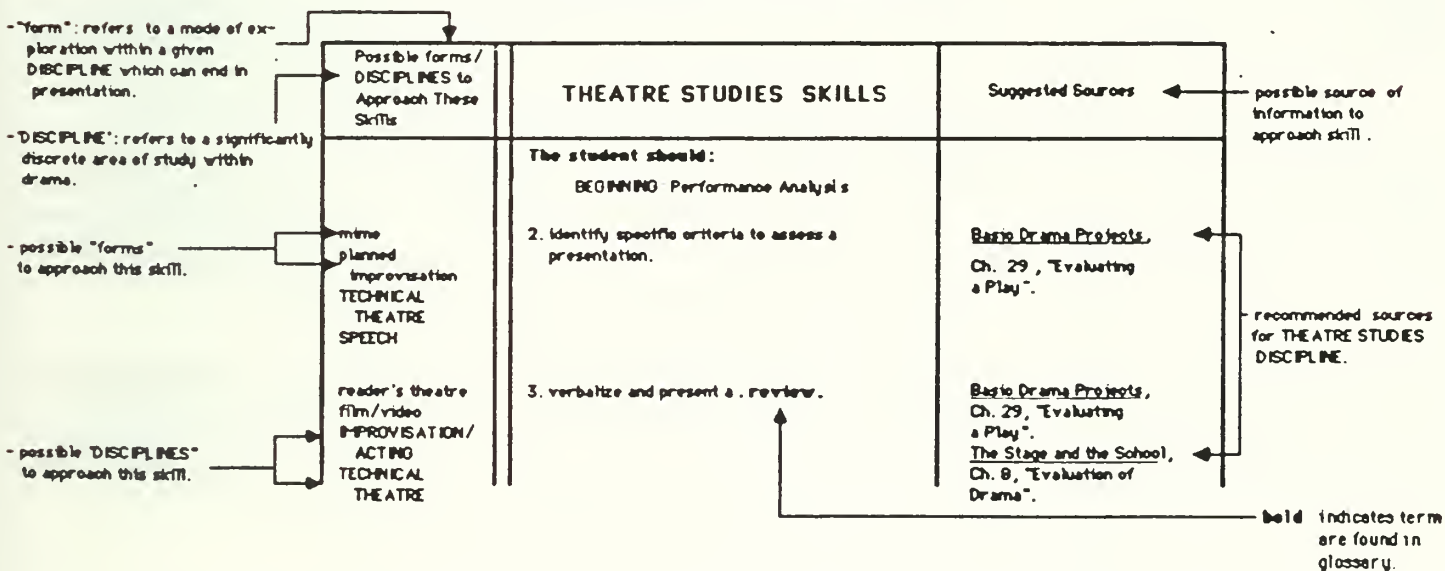 - "form": refers to a mode of ex-
ploration within a given
DISCIPLINE which can end in
presentation.
- "DISCIPLINE": refers to a significantly
discrete area of study within
drama.
- possible "forms"
to approach this skill.
- possible "DISCIPLINES"
to approach this skill.
Possible forms/
DISCIPLINES to
Approach These
Skills
mime
planned
improvisation
TECHNICAL
THEATRE
SPEECH
reader's theatre
film/video
IMPROVISATION/
ACTING
TECHNICAL
THEATRE
THEATRE STUDIES SKILLS
The student should:
BEGINNING Performance Analysis
2. identify specific criteria to assess a
presentation.
3. verbalize and present a . review.
Suggested Sources
Basic Drama Projects,
Ch. 29, "Evaluating
a Play".
Basic Drama Projects,
Ch. 29, "Evaluating
a Play".
The Stage and the School,
Ch. 8, "Evaluation of
Drama".
possible source of
information to
approach skill.
recommended sources
for THEATRE STUDIES
DISCIPLINE.
bold indicates term
are found in
glossary.